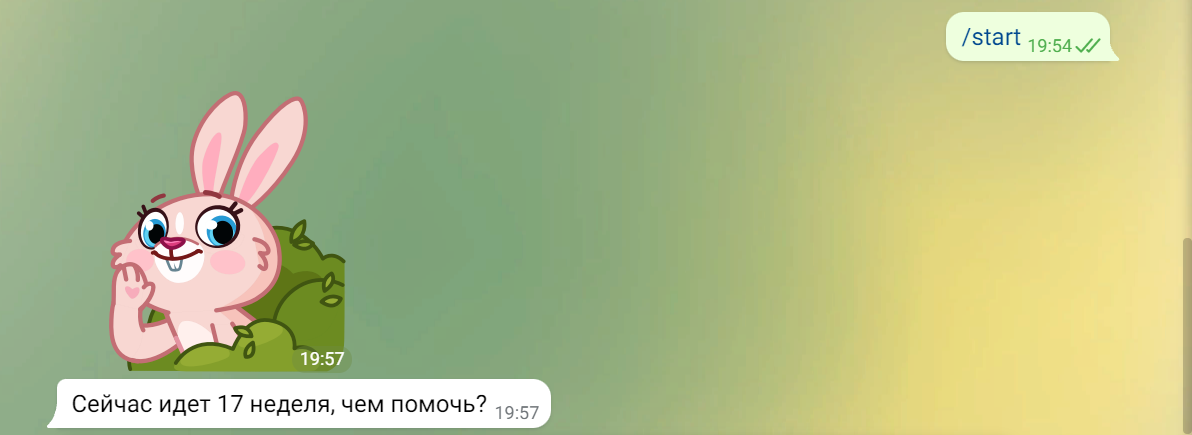 /start 19:54
19:57
Сейчас идет 17 неделя, чем помочь? 19:57